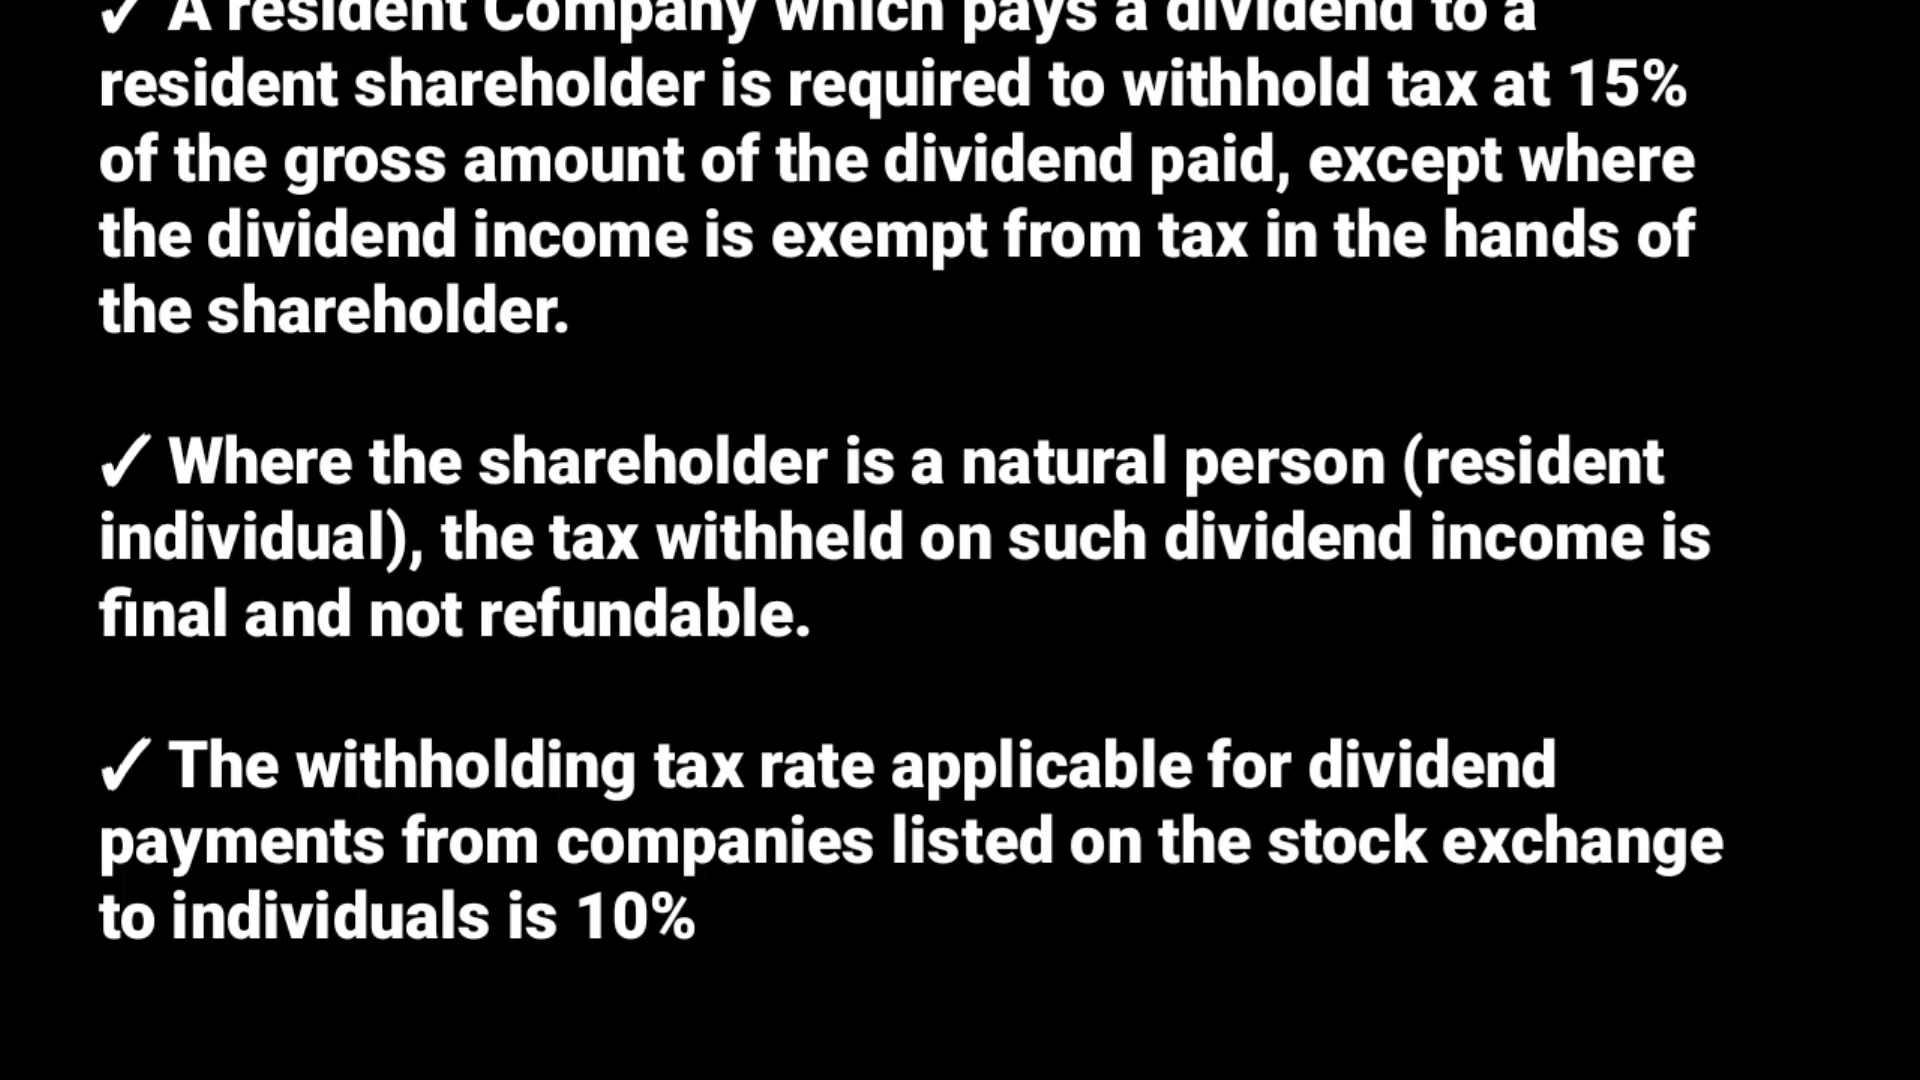 ✓ A resident Company which pays a dividend to a
resident shareholder is required to withhold tax at 15%
of the gross amount of the dividend paid, except where
the dividend income is exempt from tax in the hands of
the shareholder.
✓ Where the shareholder is a natural person (resident
individual), the tax withheld on such dividend income is
final and not refundable.
✓ The withholding tax rate applicable for dividend
payments from companies listed on the stock exchange
to individuals is 10%